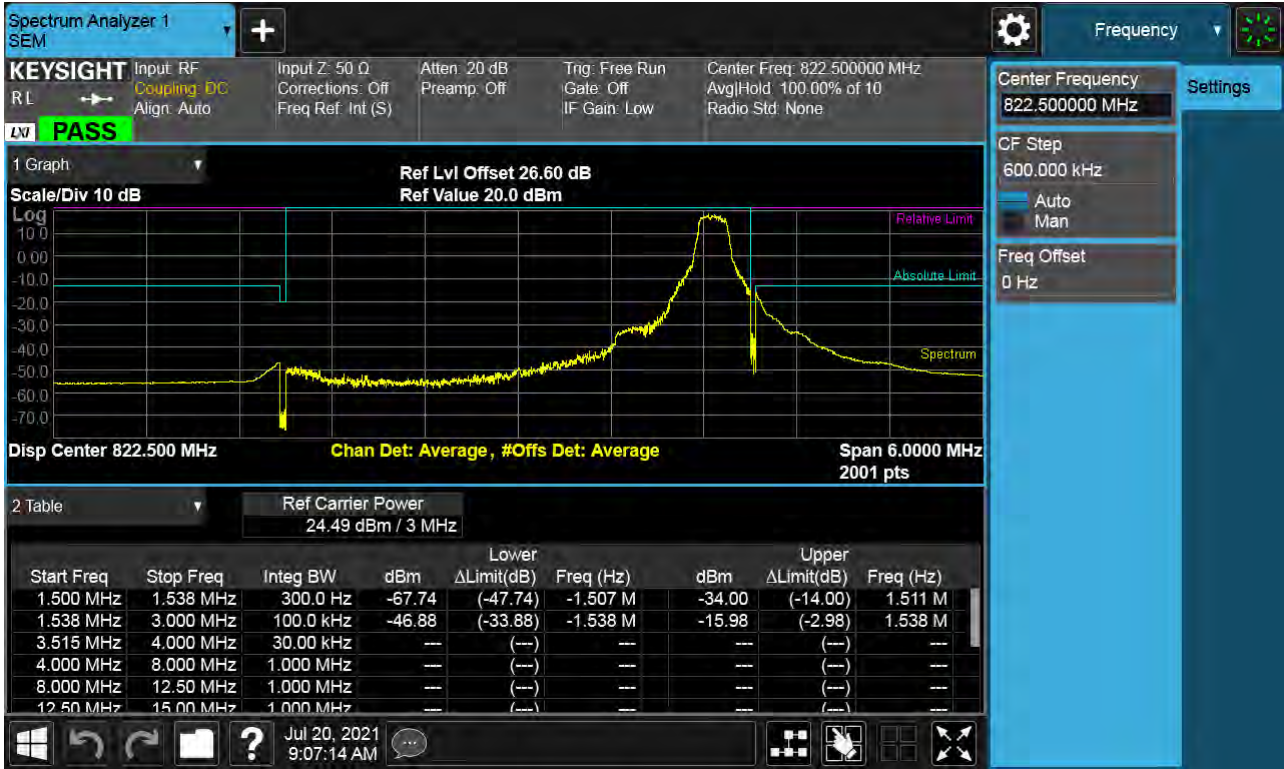 Spectrum Analyzer 1
SEM
Frequency
KEYSIGHT
RL
LXI
PASS
Input: RF
Coupling: DC
Align: Auto
Input Z: 50 Ω
Corrections: Off
Freq Ref: Int (S)
Atten: 20 dB
Preamp: Off
Trig: Free Run
Gate: Off
IF Gain: Low
Center Freq: 822.500000 MHz
Avg|Hold: 100.00% of 10
Radio Std: None
Center Frequency
822.500000 MHz
Settings
CF Step
600.000 kHz
Auto
Man
Freq Offset
0 Hz
1 Graph
Scale/Div 10 dB
Ref Lvl Offset 26.60 dB
Ref Value 20.0 dBm
Log
10.0
0.00
-10.0
-20.0
-30.0
-40.0
-50.0
-60.0
-70.0
Relative Limit
Absolute Limit
Spectrum
Disp Center 822.500 MHz
Chan Det: Average, #Offs Det: Average
Span 6.0000 MHz
2001 pts
2 Table
Ref Carrier Power
24.49 dBm / 3 MHz
Lower Upper
Start Freq Stop Freq Integ BW dBm ΔLimit(dB) Freq (Hz) dBm ΔLimit(dB) Freq (Hz)
1.500 MHz 1.538 MHz 300.0 Hz -67.74 (-47.74) -1.507 M -34.00 (-14.00) 1.511 M
1.538 MHz 3.000 MHz 100.0 kHz -46.88 (-33.88) -1.538 M -15.98 (-2.98) 1.538 M
3.515 MHz 4.000 MHz 30.00 kHz --- (---) --- --- (---) ---
4.000 MHz 8.000 MHz 1.000 MHz --- (---) --- --- (---) ---
8.000 MHz 12.50 MHz 1.000 MHz --- (---) --- --- (---) ---
12.50 MHz 15.00 MHz 1.000 MHz --- (---) --- --- (---) ---
Jul 20, 2021
9:07:14 AM